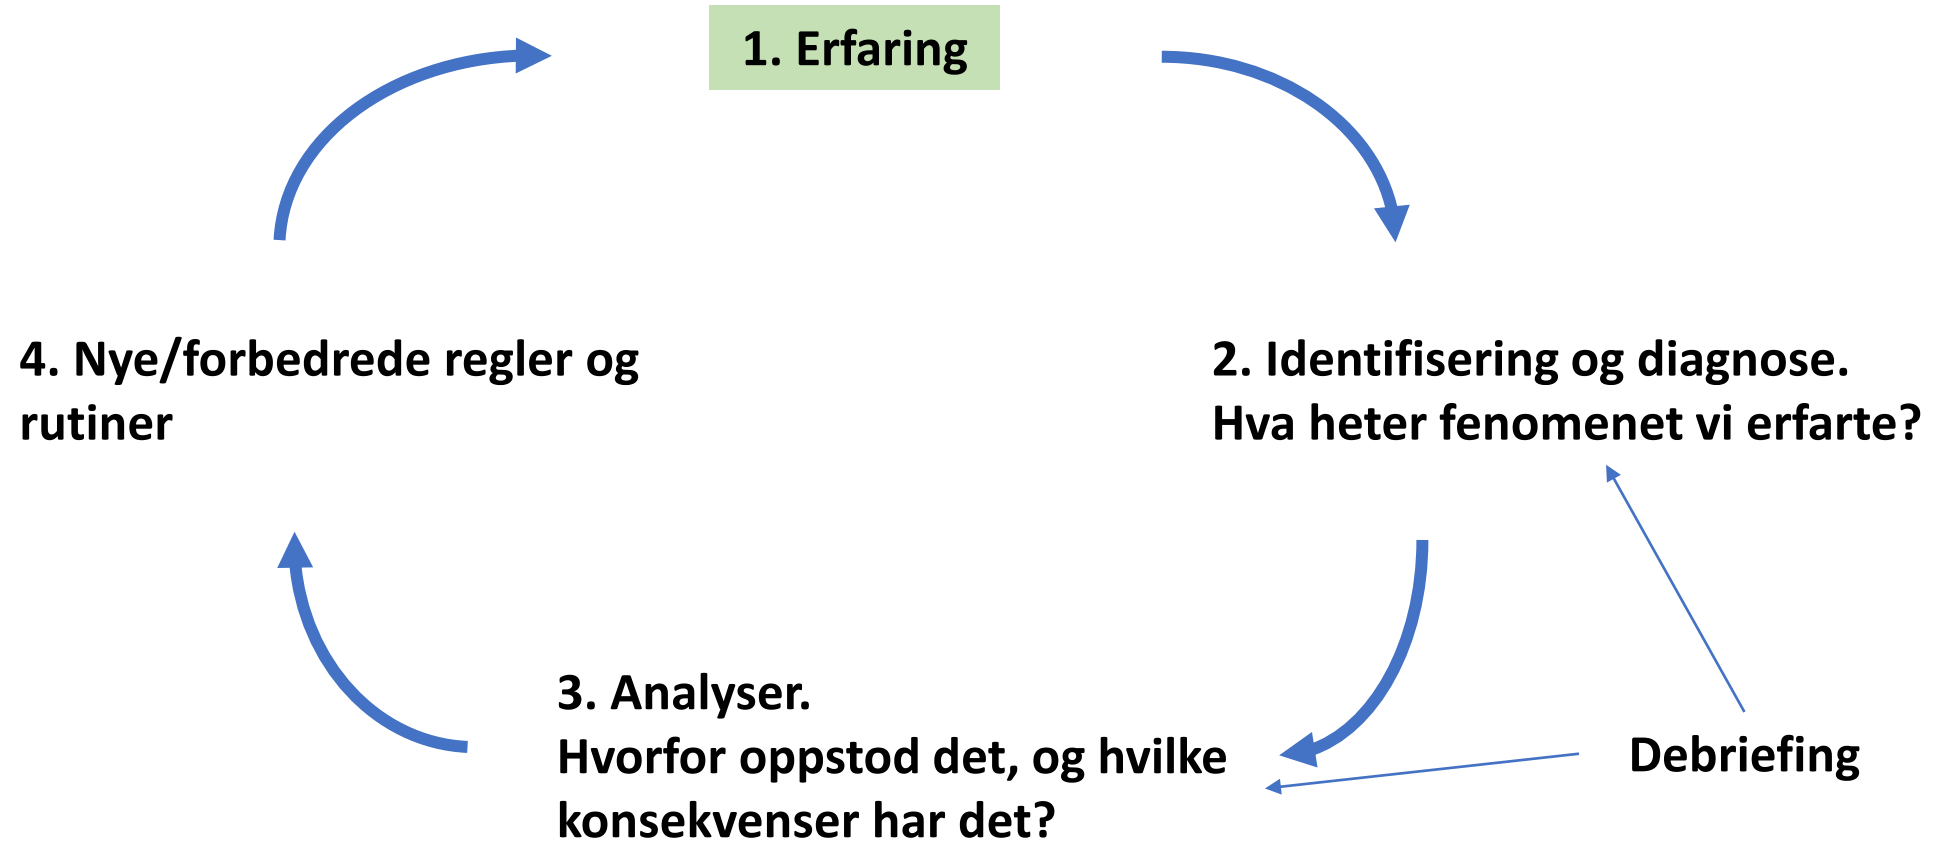 1. Erfaring
4. Nye/forbedrede regler og
rutiner
2. Identifisering og diagnose.
Hva heter fenomenet vi erfarte?
3. Analyser.
Hvorfor oppstod det, og hvilke
konsekvenser har det?
Debriefing